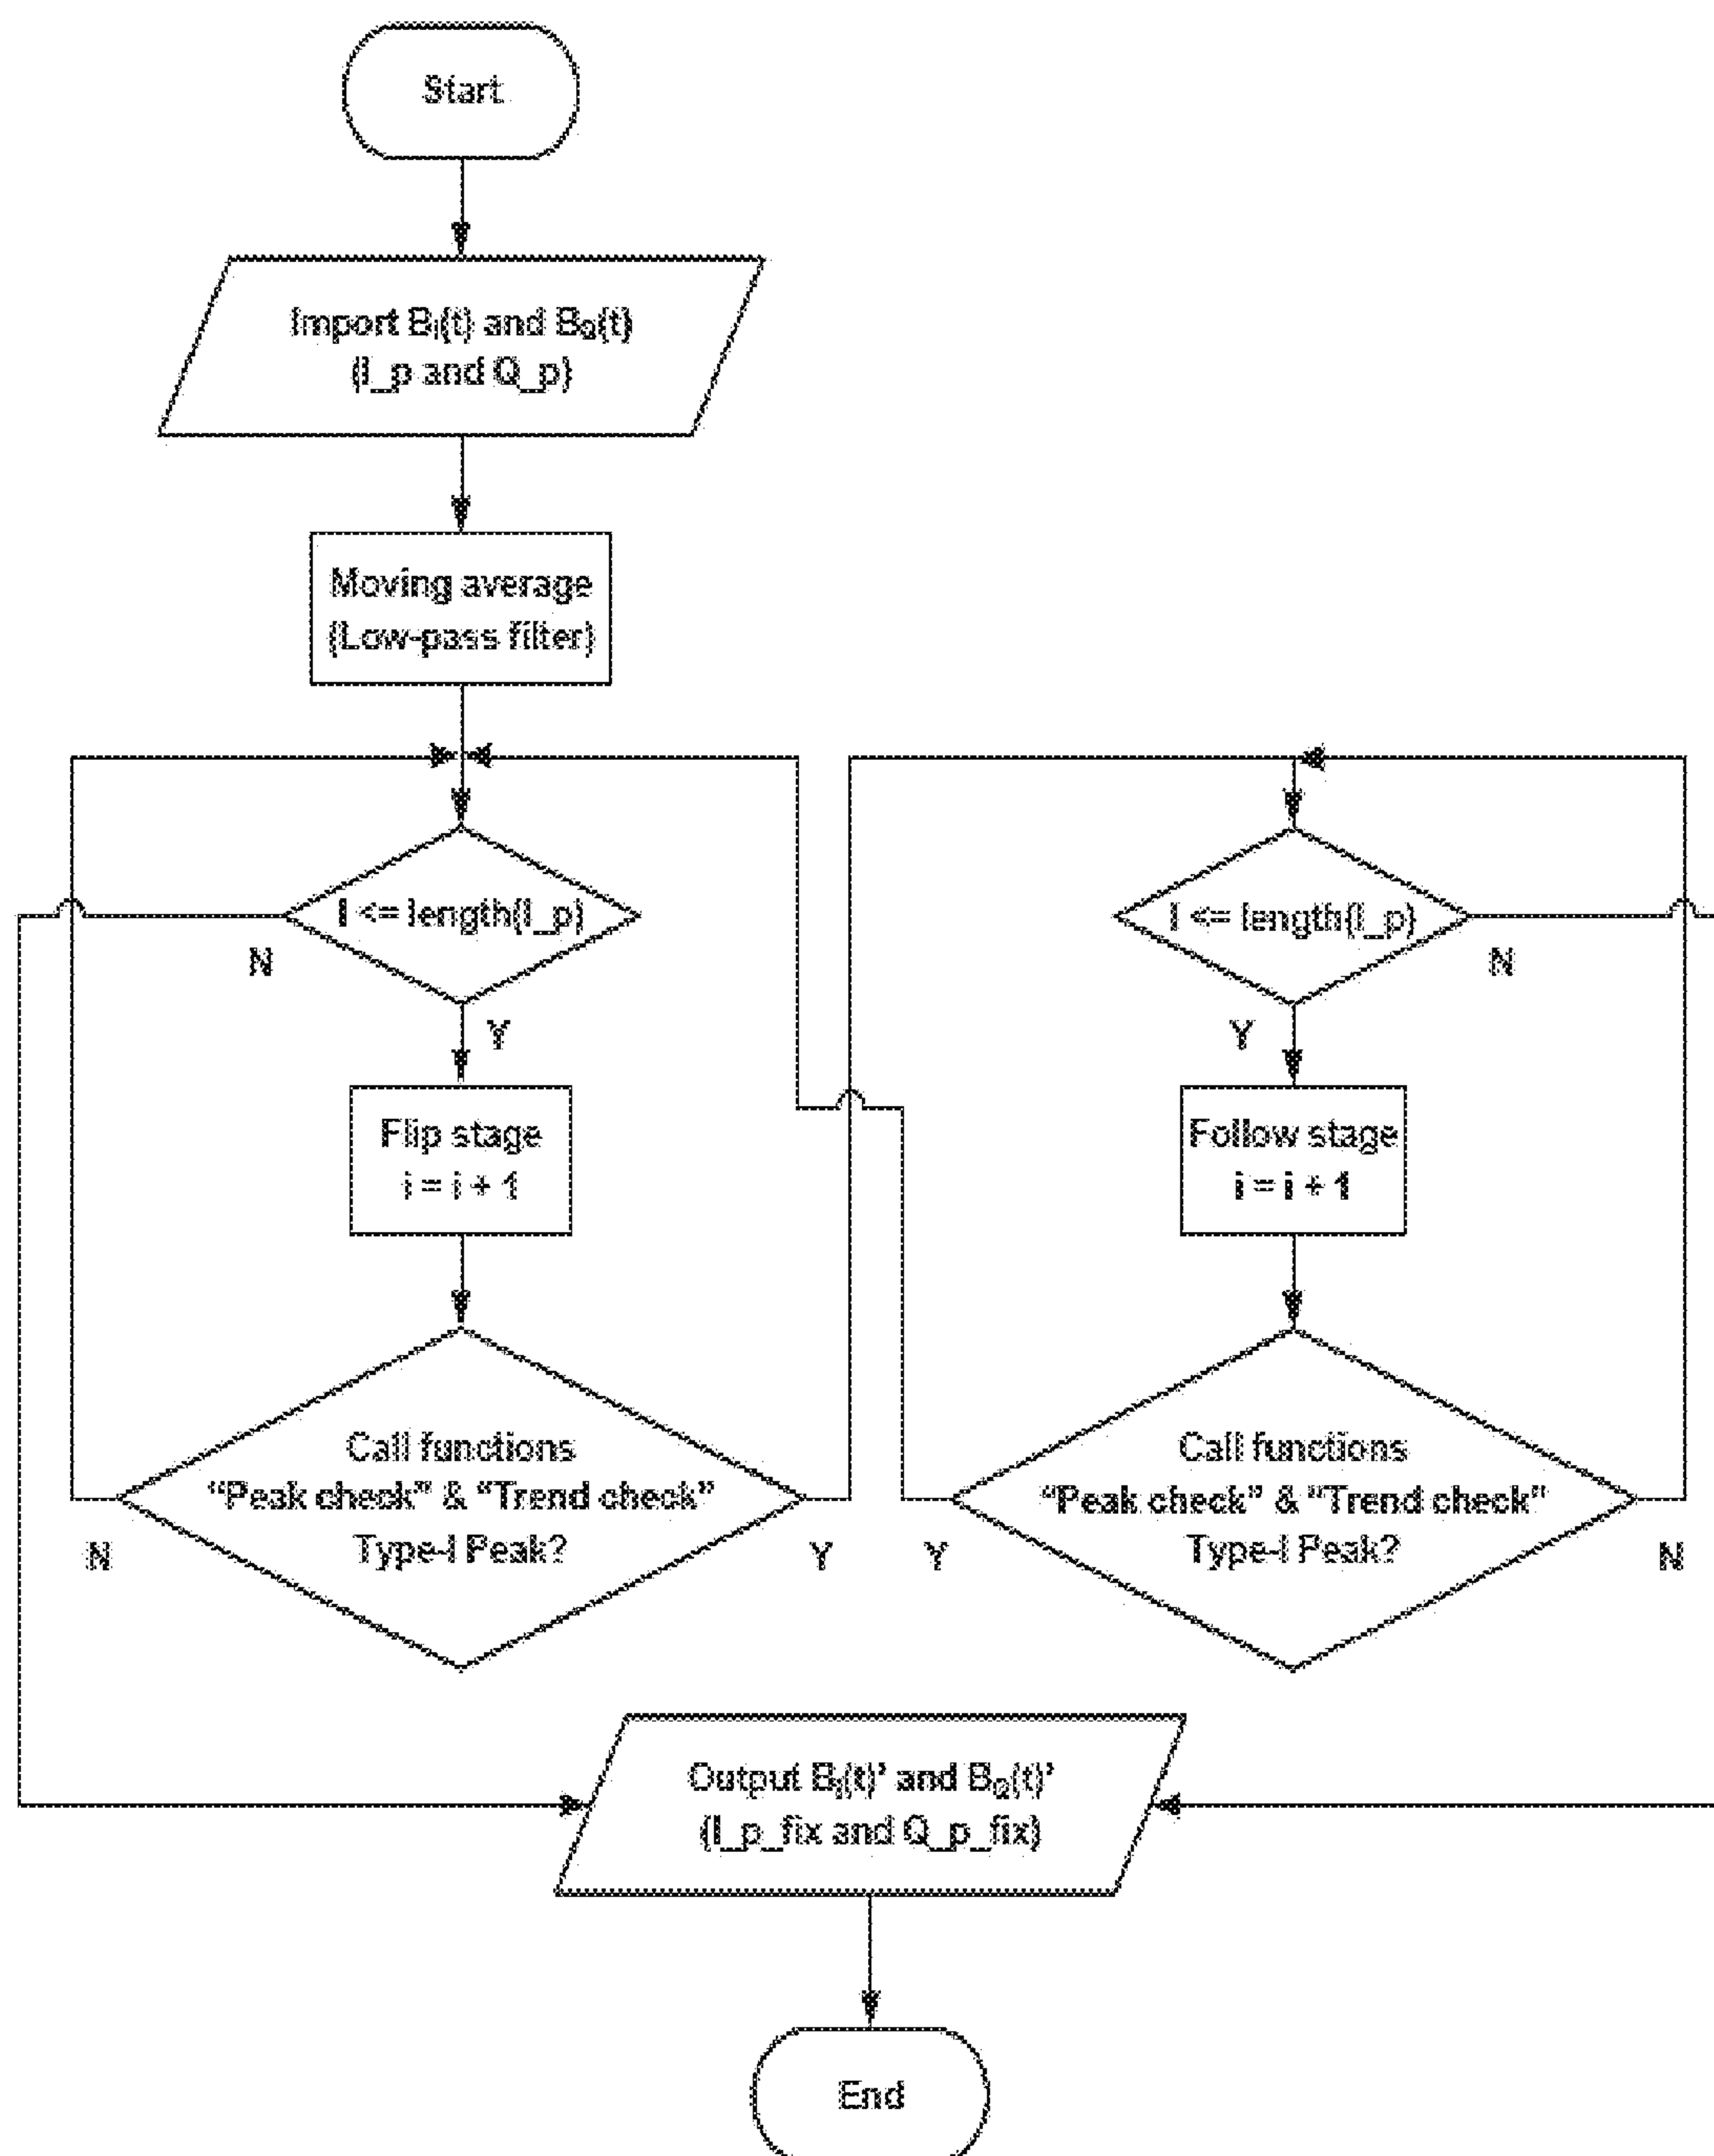 Start
Import B_I(t) and B_Q(t)
(I_p and Q_p)
Moving average
(Low-pass filter)
I <= length(I_p)
N
Y
Flip stage
i = i + 1
Call functions
“Peak check” & “Trend check”
Type-I Peak?
N
Y
I <= length(I_p)
N
Y
Follow stage
i = i + 1
Call functions
“Peak check” & “Trend check”
Type-I Peak?
Y
N
Output B_I(t)’ and B_Q(t)’
(I_p_fix and Q_p_fix)
End